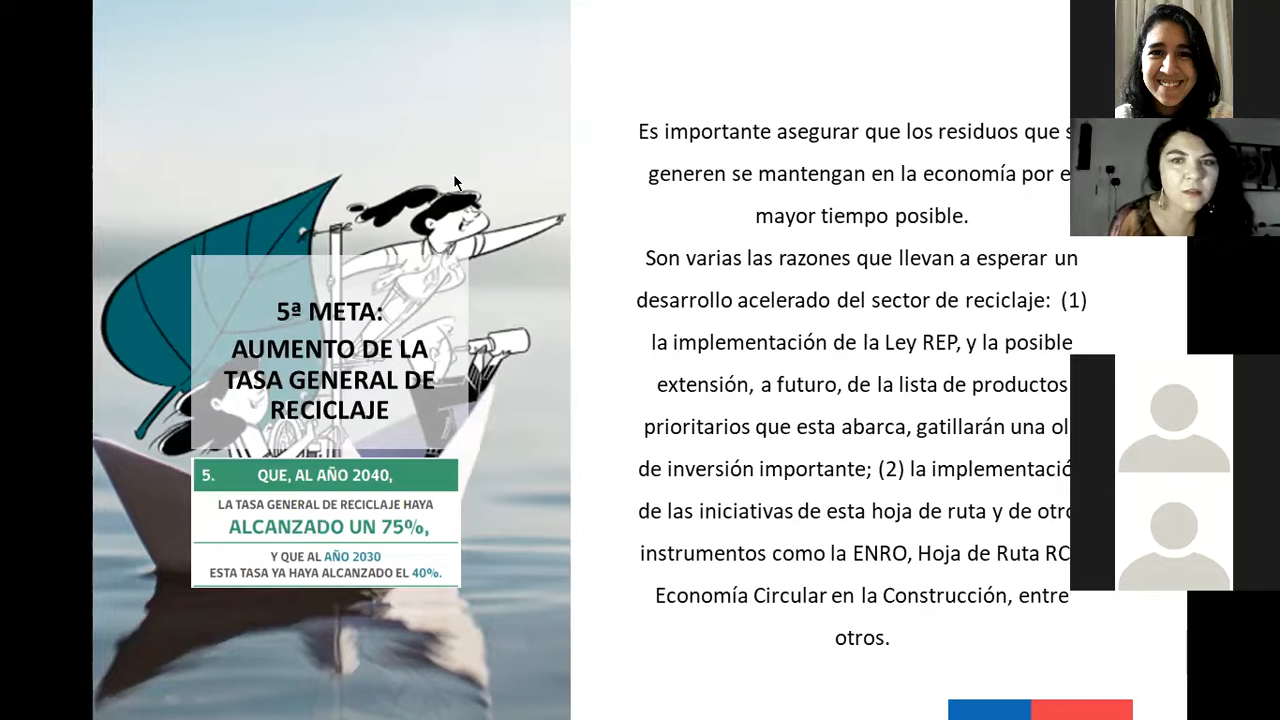 5ª META:
AUMENTO DE LA
TASA GENERAL DE
RECICLAJE
5. QUE, AL AÑO 2040,
LA TASA GENERAL DE RECICLAJE HAYA
ALCANZADO UN 75%,
Y QUE AL AÑO 2030
ESTA TASA YA HAYA ALCANZADO EL 40%.
Es importante asegurar que los residuos que
generen se mantengan en la economía por
mayor tiempo posible.
Son varias las razones que llevan a esperar un
desarrollo acelerado del sector de reciclaje: (1)
la implementación de la Ley REP, y la posible
extensión, a futuro, de la lista de productos
prioritarios que esta abarca, gatillarán una
de inversión importante; (2) la
de las iniciativas de esta hoja de ruta y de
instrumentos como la ENRO, Hoja de Ruta
Economía Circular en la Construcción, entre
otros.